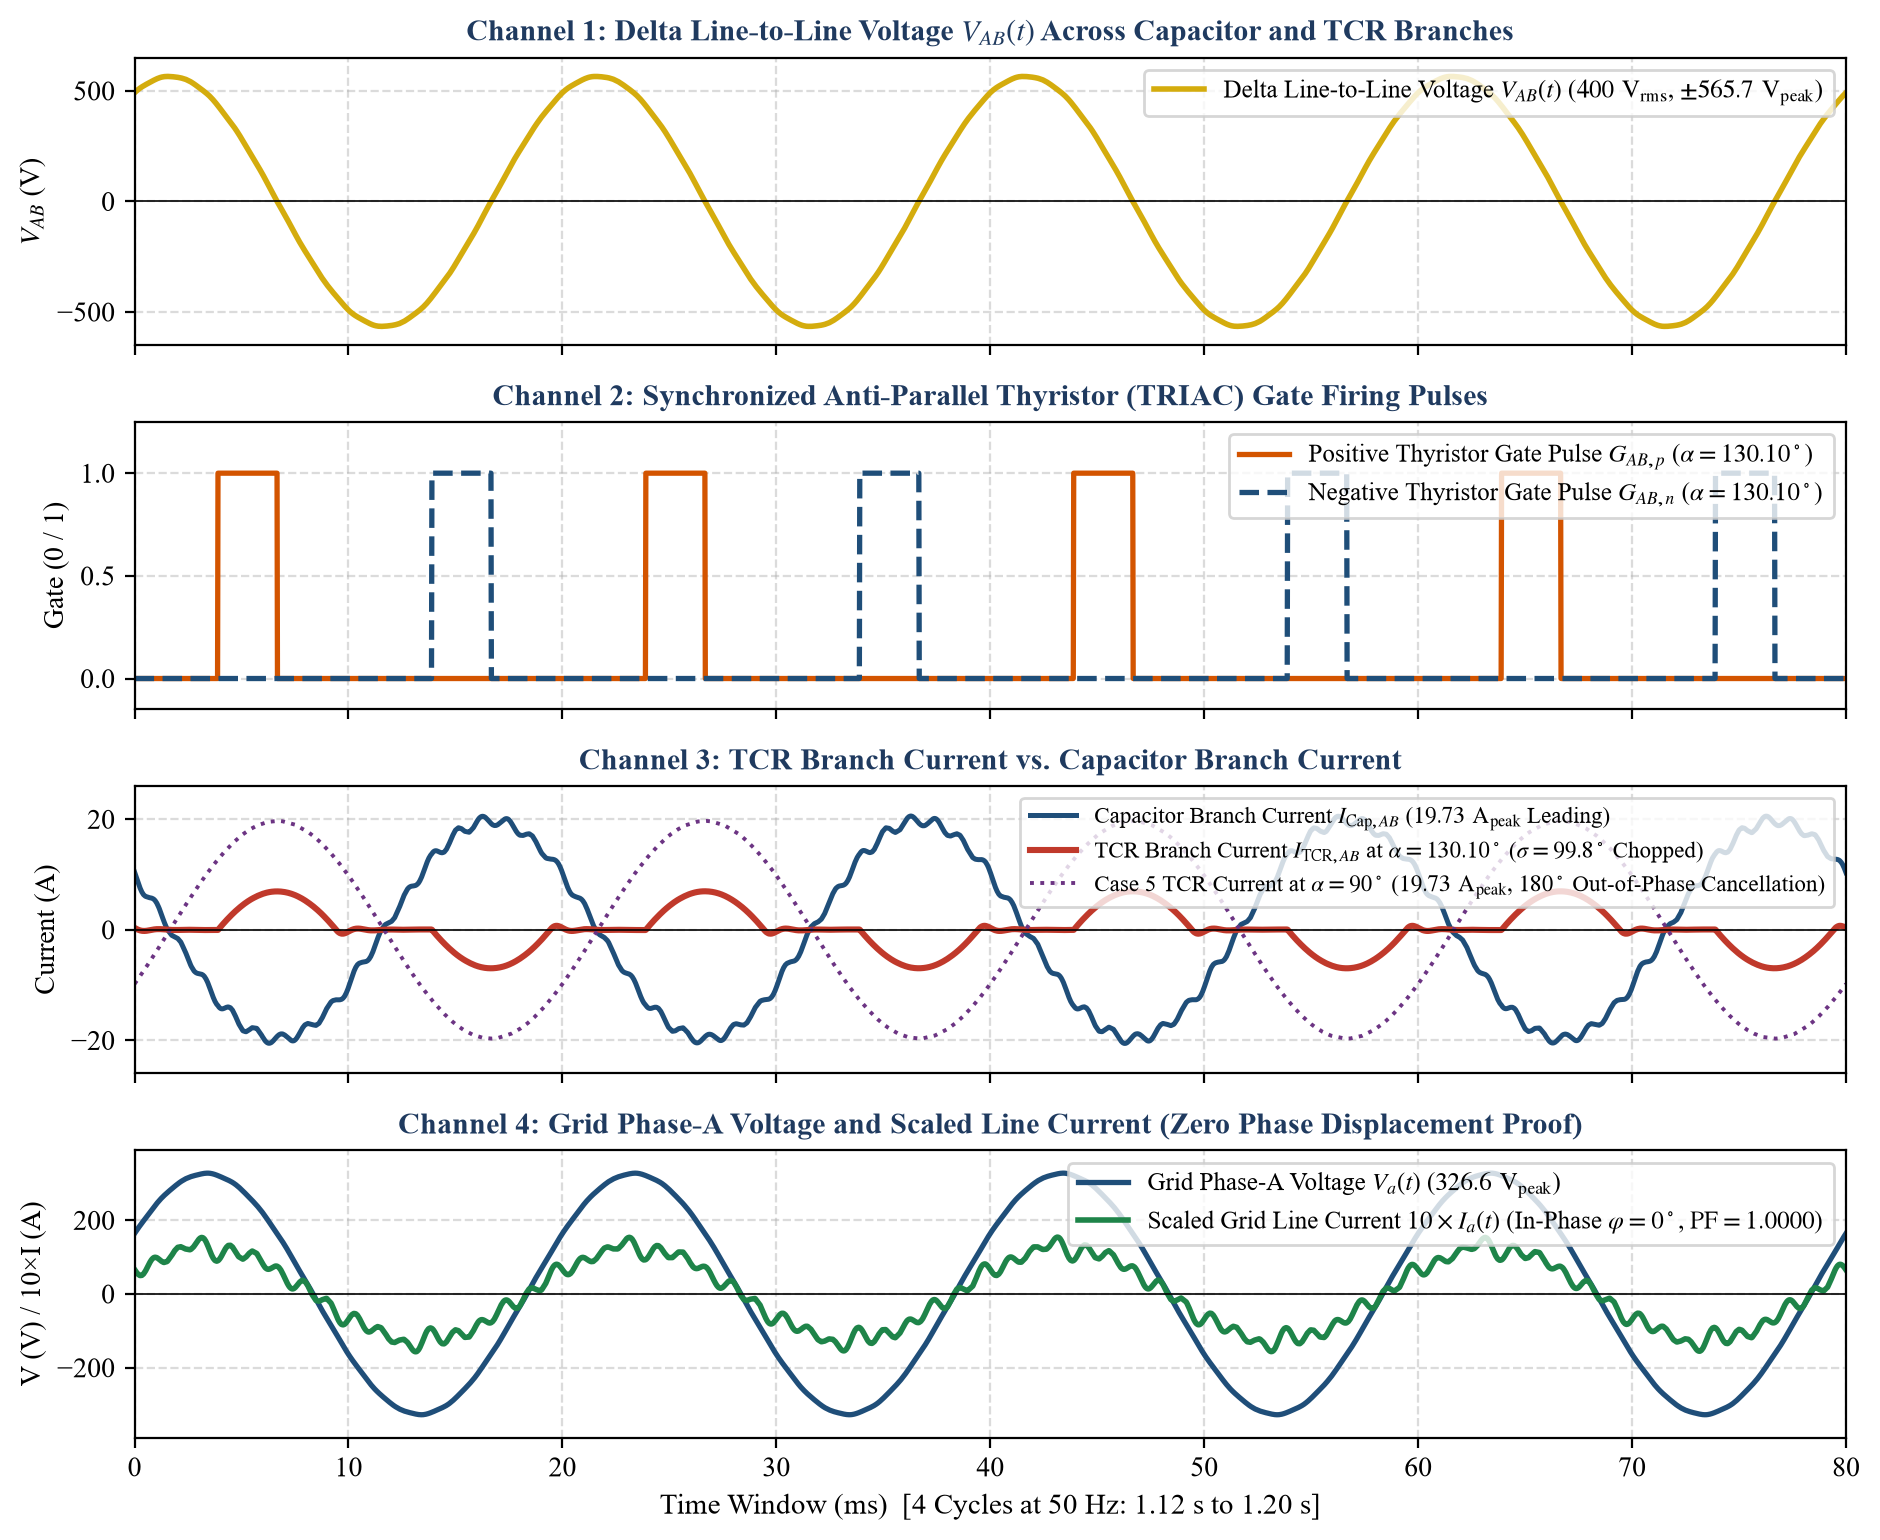 Channel 1: Delta Line-to-Line Voltage V_AB(t) Across Capacitor and TCR Branches
Delta Line-to-Line Voltage V_AB(t) (400 V_rms, ±565.7 V_peak)
V_AB (V)
500
0
−500
Channel 2: Synchronized Anti-Parallel Thyristor (TRIAC) Gate Firing Pulses
Positive Thyristor Gate Pulse G_AB,p (α = 130.10°)
Negative Thyristor Gate Pulse G_AB,n (α = 130.10°)
Gate (0 / 1)
1.0
0.5
0.0
Channel 3: TCR Branch Current vs. Capacitor Branch Current
Capacitor Branch Current I_Cap,AB (19.73 A_peak Leading)
TCR Branch Current I_TCR,AB at α = 130.10° (σ = 99.8° Chopped)
Case 5 TCR Current at α = 90° (19.73 A_peak, 180° Out-of-Phase Cancellation)
Current (A)
20
0
−20
Channel 4: Grid Phase-A Voltage and Scaled Line Current (Zero Phase Displacement Proof)
Grid Phase-A Voltage V_a(t) (326.6 V_peak)
Scaled Grid Line Current 10 × I_a(t) (In-Phase φ = 0°, PF = 1.0000)
V (V) / 10×I (A)
200
0
−200
0 10 20 30 40 50 60 70 80
Time Window (ms) [4 Cycles at 50 Hz: 1.12 s to 1.20 s]